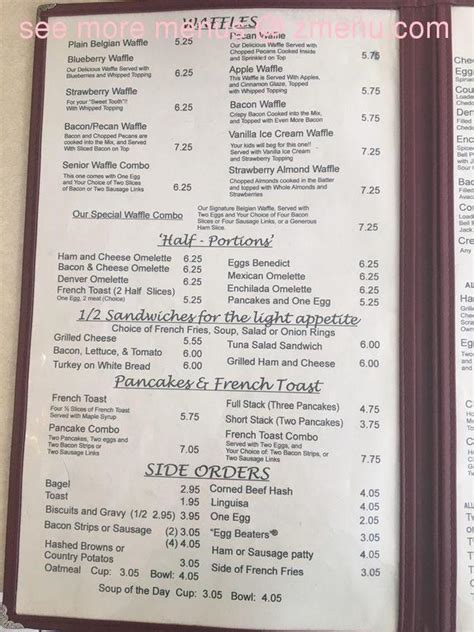 see more menus @ zmenu.com
WAFFLES
Plain Belgian Waffle 5.25
Blueberry Waffle
Our Delicious Waffle Served with
Blueberries and Whipped Topping 6.25
Strawberry Waffle
For your "Sweet Tooth"!!
With Whipped Topping 6.25
Bacon/Pecan Waffle
Bacon and Chopped Pecans are
cooked into the Mix, and Served
With Sliced Bacon on Top 7.25
Senior Waffle Combo
This one comes with One Egg
and Your Choice of Two Slices
of Bacon or Two Sausage Links 6.25
Pecan Waffle
Our Delicious Waffle Served with
Chopped Pecans Cooked Inside
and Sprinkled on Top 5.75
Apple Waffle
This Waffle is Served With Apples,
and Cinnamon Glaze, Topped
with Whipped Topping 6.25
Bacon Waffle
Crispy Bacon Cooked into the Mix,
and Topped with Even More Bacon 6.75
Vanilla Ice Cream Waffle
Your kids will beg for this one!!
Served with Vanilla Ice Cream
and Strawberry Topping 7.25
Strawberry Almond Waffle
Chopped Almonds cooked in the Batter
and topped with Whole Almonds and
Strawberries 7.25
Our Special Waffle Combo
Our Signature Belgian Waffle, Served with
Two Eggs and Your Choice of Four Bacon
Slices or Four Sausage Links, or a Generous
Ham Slice. 7.25
'Half - Portions'
Ham and Cheese Omelette 6.25
Bacon & Cheese Omelette 6.25
Denver Omelette 6.25
French Toast (2 Half Slices) 5.25
One Egg, 2 meat (Choice)
Eggs Benedict 6.25
Mexican Omelette 6.25
Enchilada Omelette 6.25
Pancakes and One Egg 5.25
1/2 Sandwiches for the light appetite
Choice of French Fries, Soup, Salad or Onion Rings
Grilled Cheese 5.55
Bacon, Lettuce, & Tomato 6.00
Turkey on White Bread 6.00
Tuna Salad Sandwich 6.00
Grilled Ham and Cheese 6.00
Pancakes & French Toast
French Toast
Four ½ Slices of French Toast
Served with Maple Syrup 5.75
Pancake Combo
Two Pancakes, Two eggs and
Two Bacon Strips or
Two Sausage Links 7.05
Full Stack (Three Pancakes) 4.75
Short Stack (Two Pancakes) 3.75
French Toast Combo
Served with Two Eggs and
Your Choice Of: Two Bacon Strips, or
Two Sausage Links 7.75
SIDE ORDERS
Bagel 2.95
Toast 1.95
Biscuits and Gravy (1/2 2.95) 3.95
Bacon Strips or Sausage (2) 3.05
(4) 4.05
Hashed Browns or
Country Potatoes 3.05
Oatmeal Cup: 3.05 Bowl: 4.05
Corned Beef Hash 4.05
Linguisa 4.05
One Egg 2.05
"Egg Beaters"® 3.05
Ham or Sausage patty 4.05
Side of French Fries 3.05
Soup of the Day Cup: 3.05 Bowl: 4.05